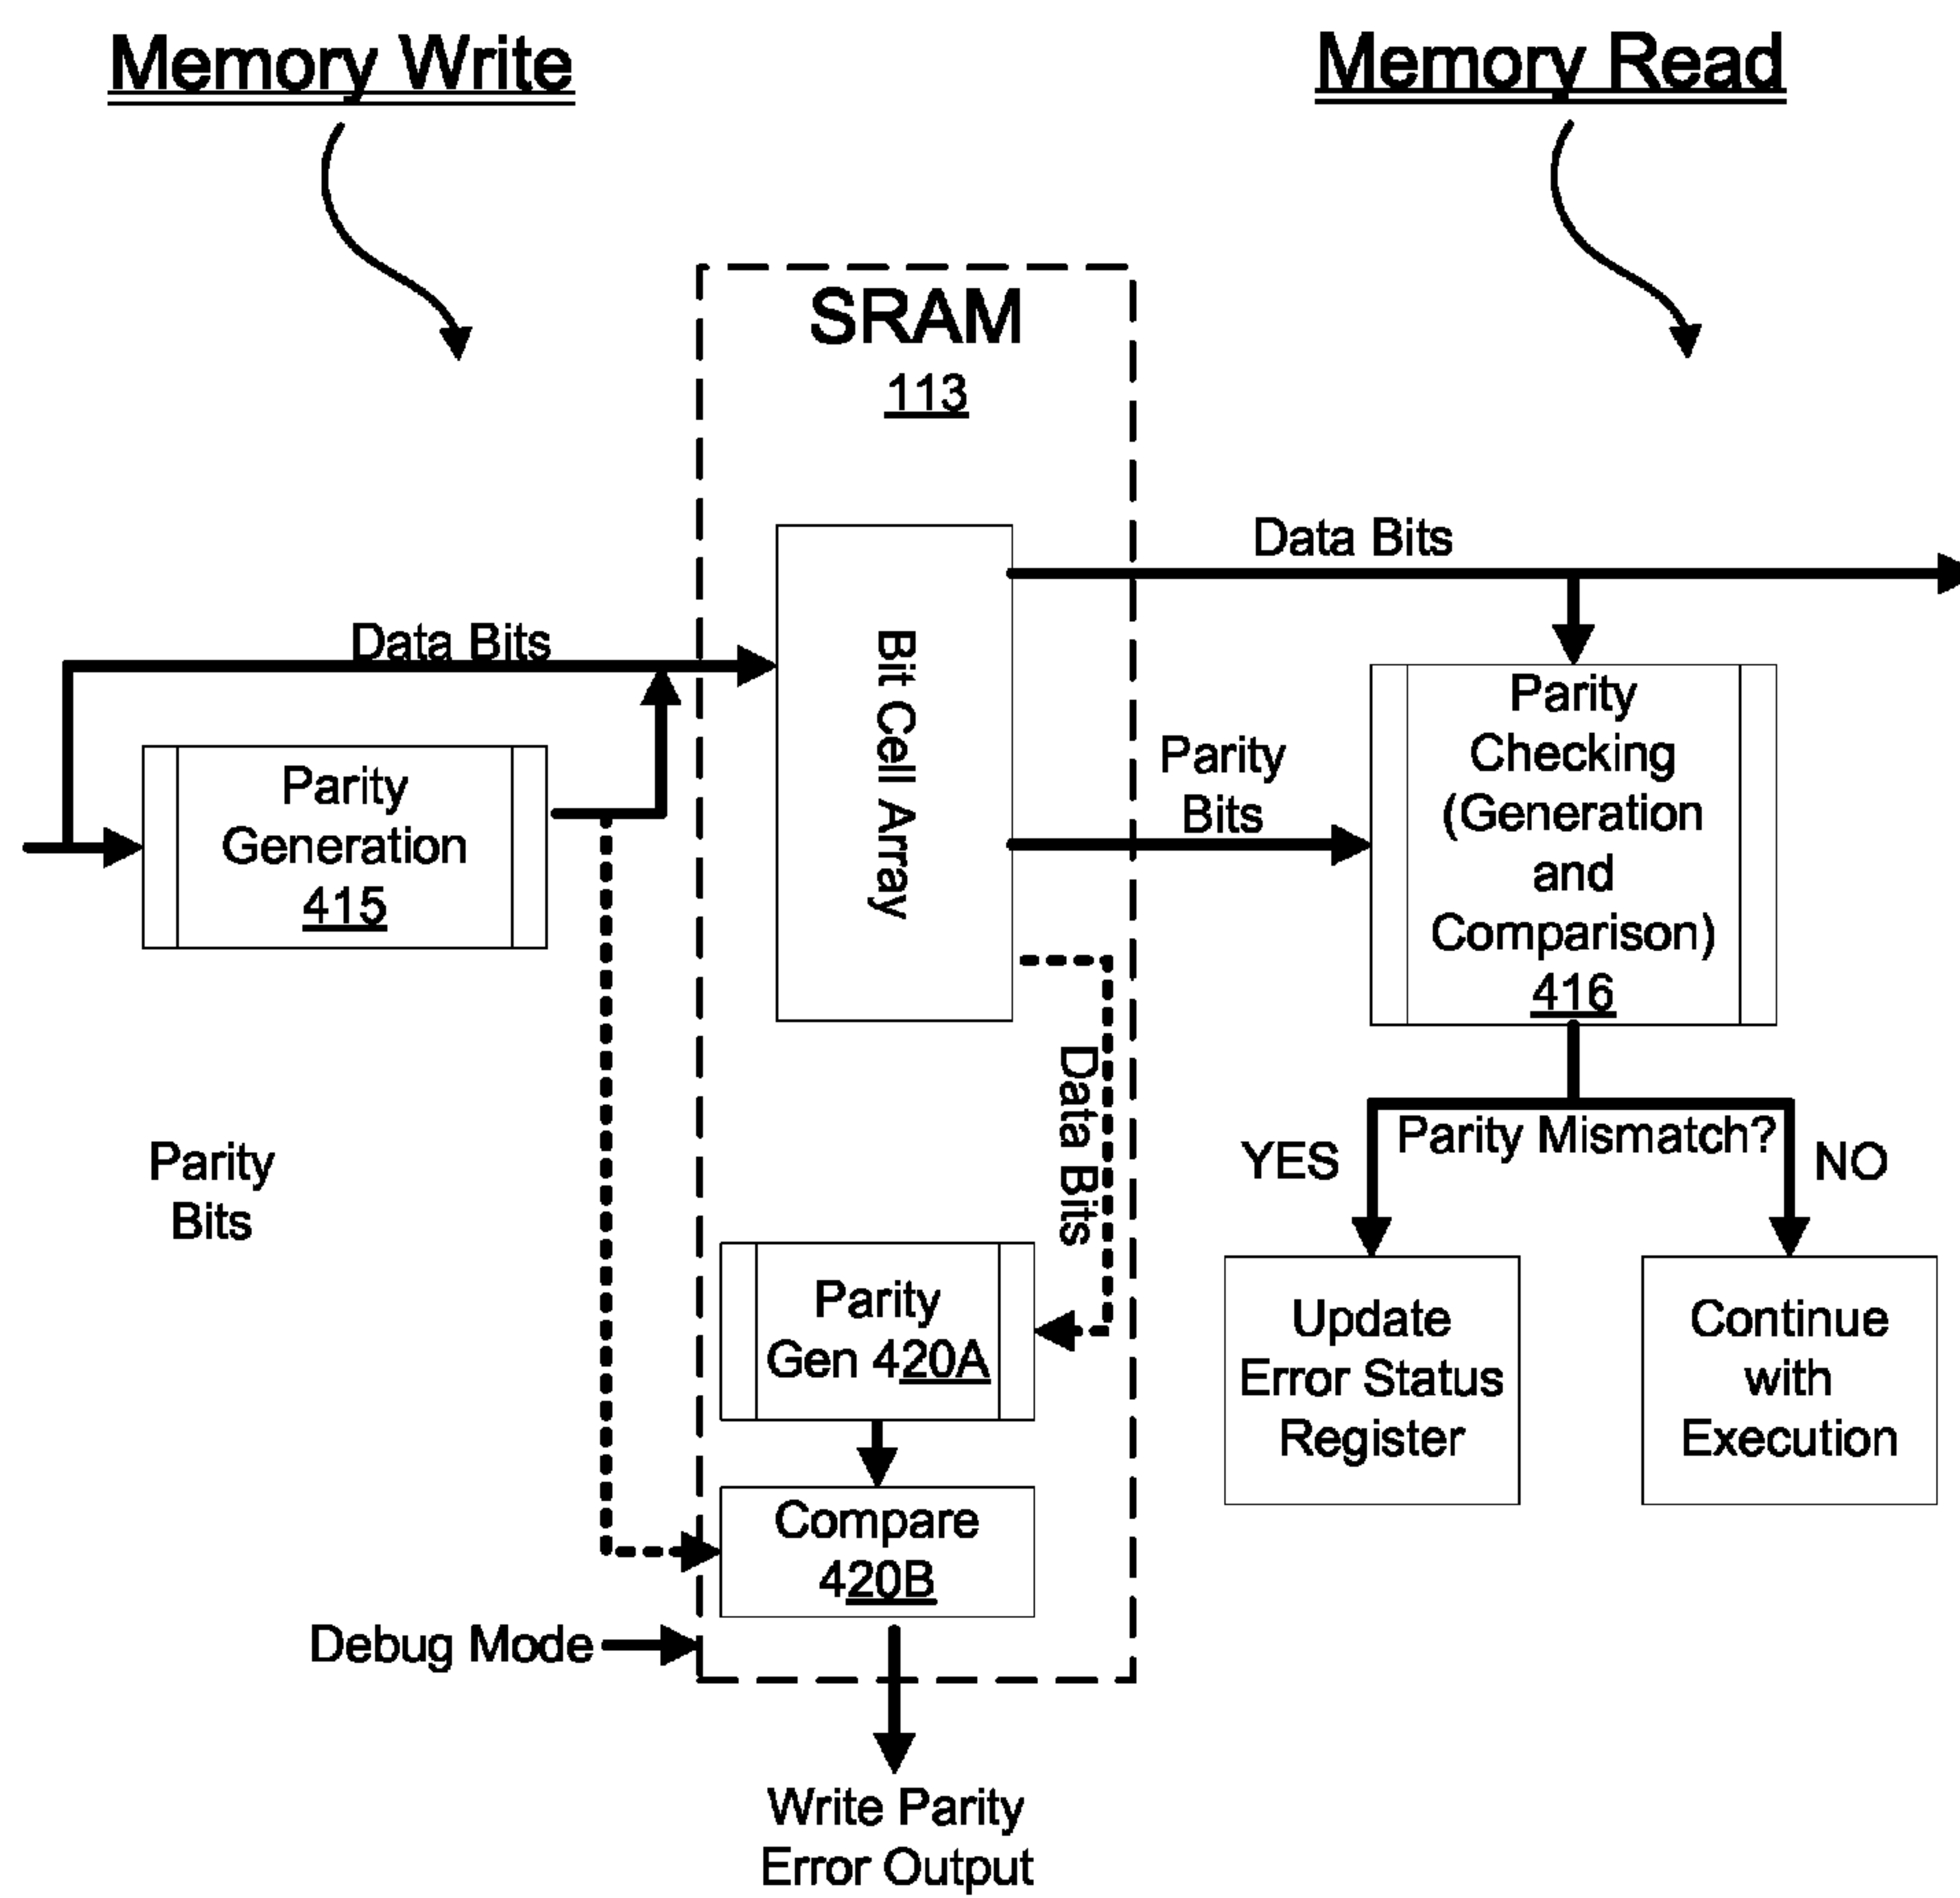 Memory Write
Memory Read
SRAM
113
Data Bits
Data Bits
Bit Cell Array
Parity
Generation
415
Parity
Bits
Parity
Checking
(Generation
and
Comparison)
416
Data Bits
Parity
Bits
Parity Mismatch?
YES
NO
Parity
Gen 420A
Update
Error Status
Register
Continue
with
Execution
Compare
420B
Debug Mode
Write Parity
Error Output